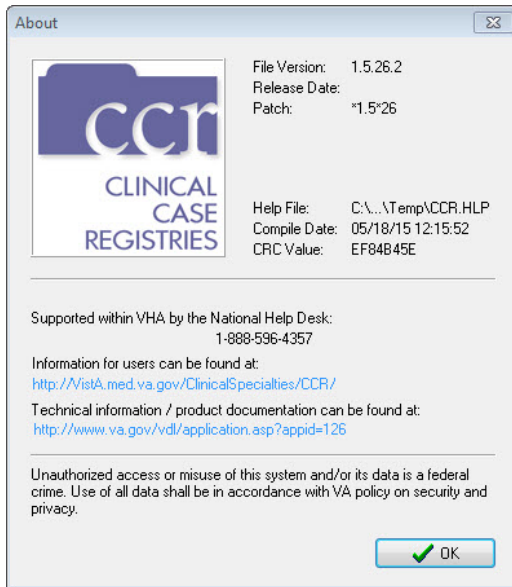 About
ccr
CLINICAL
CASE
REGISTRIES
File Version: 1.5.26.2
Release Date:
Patch: *1.5*26
Help File: C:\...\Temp\CCR.HLP
Compile Date: 05/18/15 12:15:52
CRC Value: EF84B45E
Supported within VHA by the National Help Desk:
1-888-596-4357
Information for users can be found at:
http://VistA.med.va.gov/ClinicalSpecialties/CCR/
Technical information / product documentation can be found at:
http://www.va.gov/vdl/application.asp?appid=126
Unauthorized access or misuse of this system and/or its data is a federal
crime. Use of all data shall be in accordance with VA policy on security and
privacy.
OK